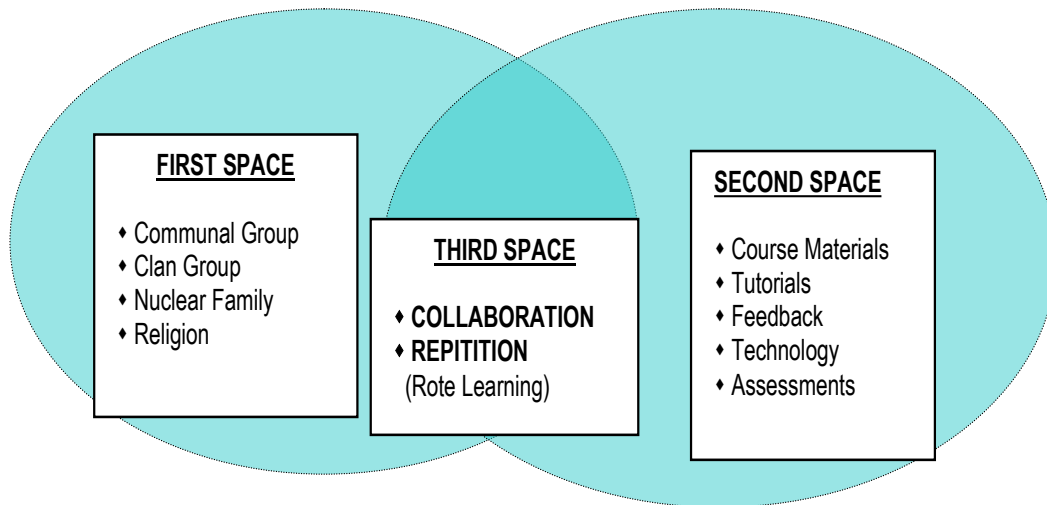 FIRST SPACE
♦ Communal Group
♦ Clan Group
♦ Nuclear Family
♦ Religion
THIRD SPACE
♦ COLLABORATION
♦ REPITITION
(Rote Learning)
SECOND SPACE
♦ Course Materials
♦ Tutorials
♦ Feedback
♦ Technology
♦ Assessments